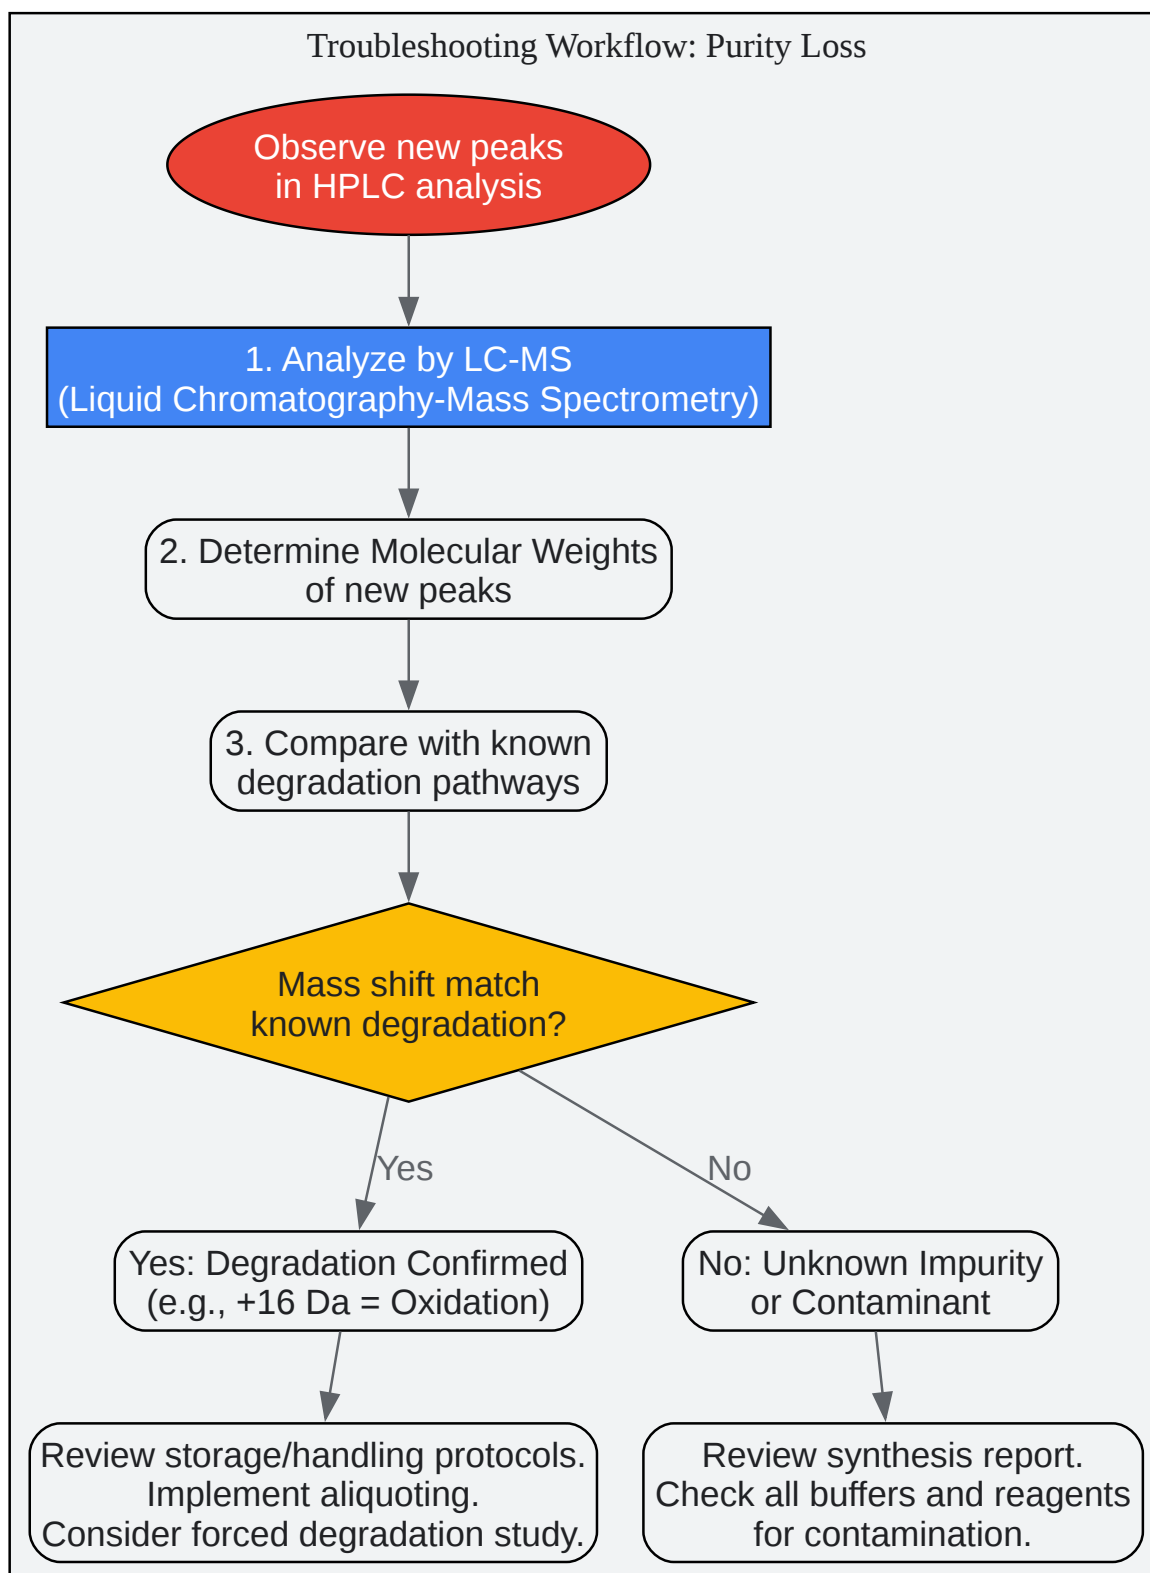 Troubleshooting Workflow: Purity Loss
Observe new peaks
in HPLC analysis
1. Analyze by LC-MS
(Liquid Chromatography-Mass Spectrometry)
2. Determine Molecular Weights
of new peaks
3. Compare with known
degradation pathways
Mass shift match
known degradation?
Yes
No
Yes: Degradation Confirmed
(e.g., +16 Da = Oxidation)
No: Unknown Impurity
or Contaminant
Review storage/handling protocols.
Implement aliquoting.
Consider forced degradation study.
Review synthesis report.
Check all buffers and reagents
for contamination.